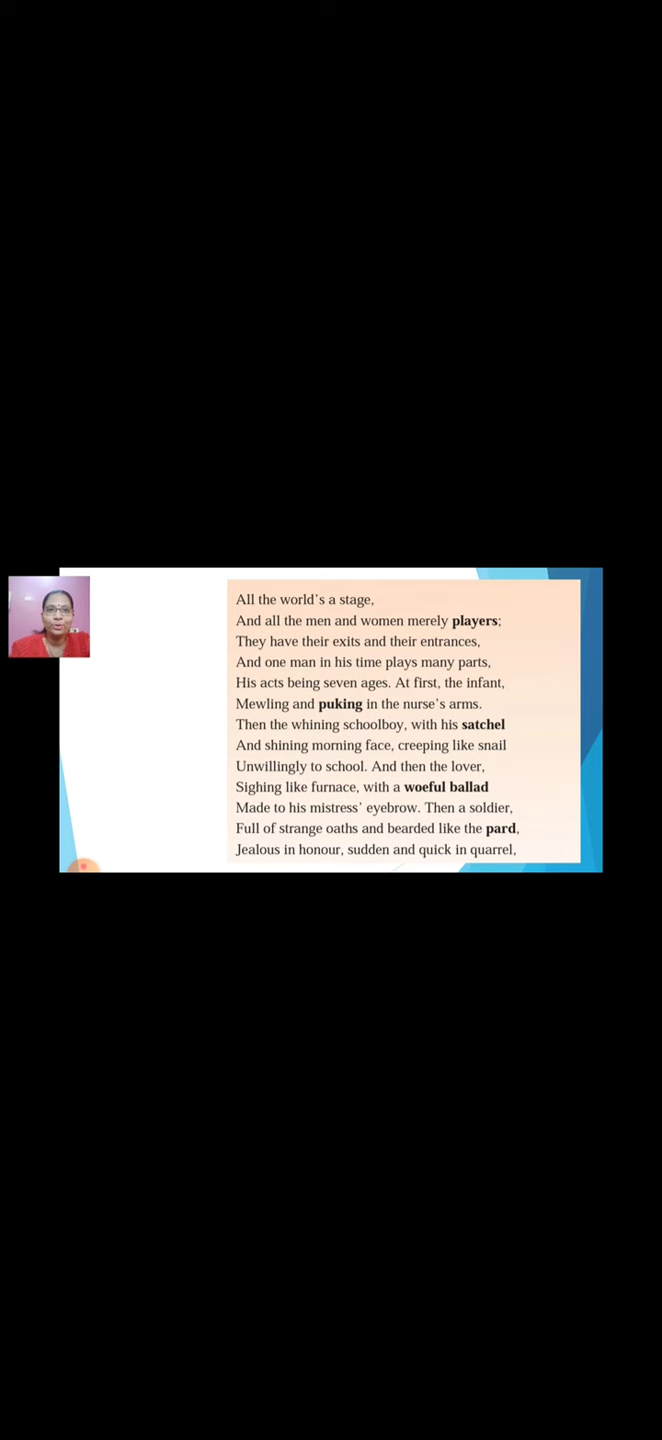 All the world's a stage,
And all the men and women merely players;
They have their exits and their entrances,
And one man in his time plays many parts,
His acts being seven ages. At first, the infant,
Mewling and puking in the nurse's arms.
Then the whining schoolboy, with his satchel
And shining morning face, creeping like snail
Unwillingly to school. And then the lover,
Sighing like furnace, with a woeful ballad
Made to his mistress' eyebrow. Then a soldier,
Full of strange oaths and bearded like the pard,
Jealous in honour, sudden and quick in quarrel,